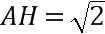 AH = √2